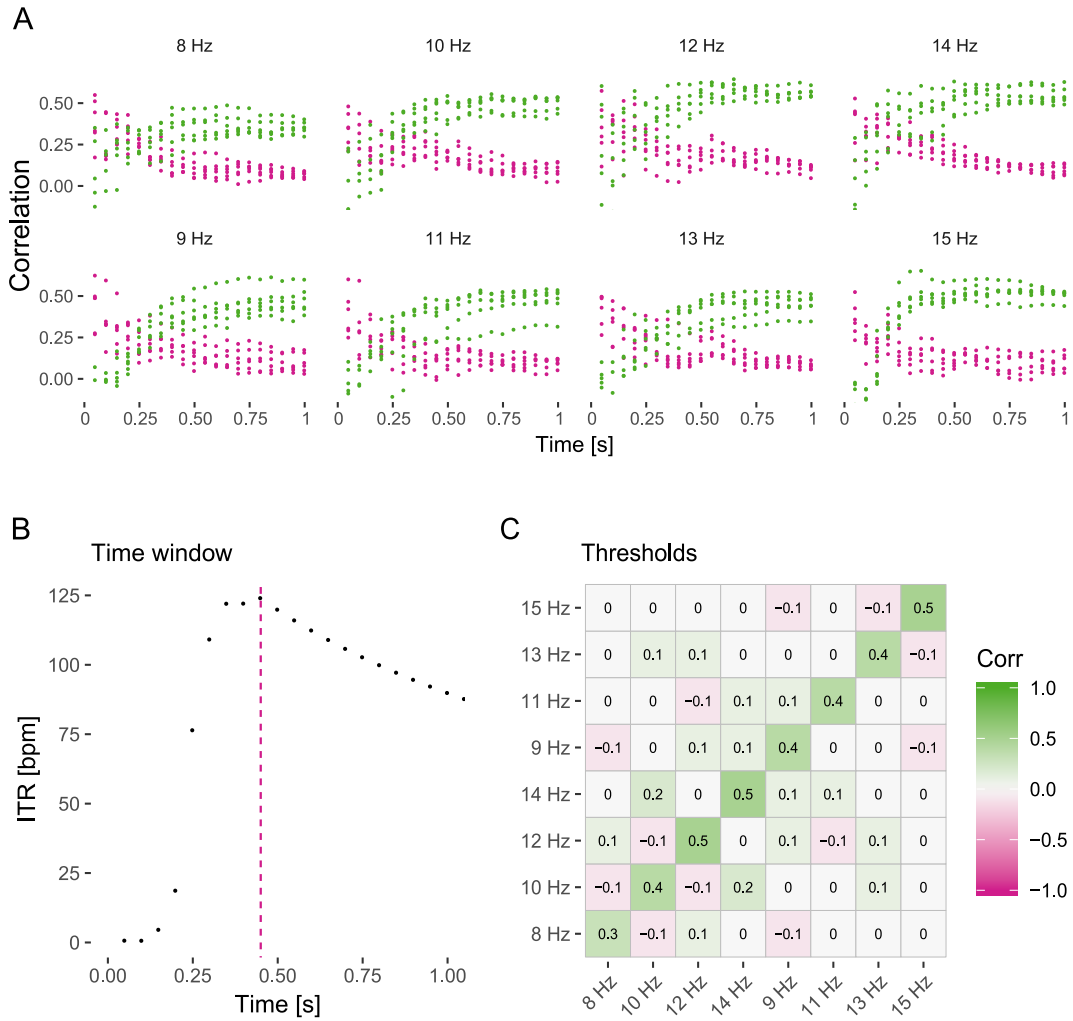 A
8 Hz 10 Hz 12 Hz 14 Hz
0.50
0.25
0.00
9 Hz 11 Hz 13 Hz 15 Hz
0.50
0.25
0.00
Correlation
0 0.25 0.50 0.75 1 0 0.25 0.50 0.75 1 0 0.25 0.50 0.75 1 0 0.25 0.50 0.75 1
Time [s]
B
Time window
125
100
75
50
25
0
ITR [bpm]
0.00 0.25 0.50 0.75 1.00
Time [s]
C
Thresholds
15 Hz 0 0 0 0 −0.1 0 −0.1 0.5
13 Hz 0 0.1 0.1 0 0 0 0.4 −0.1
11 Hz 0 0 −0.1 0.1 0.1 0.4 0 0
9 Hz −0.1 0 0.1 0.1 0.4 0 0 −0.1
14 Hz 0 0.2 0 0.5 0.1 0.1 0 0
12 Hz 0.1 −0.1 0.5 0 0.1 −0.1 0.1 0
10 Hz −0.1 0.4 −0.1 0.2 0 0 0.1 0
8 Hz 0.3 −0.1 0.1 0 −0.1 0 0 0
8 Hz 10 Hz 12 Hz 14 Hz 9 Hz 11 Hz 13 Hz 15 Hz
Corr
1.0
0.5
0.0
−0.5
−1.0